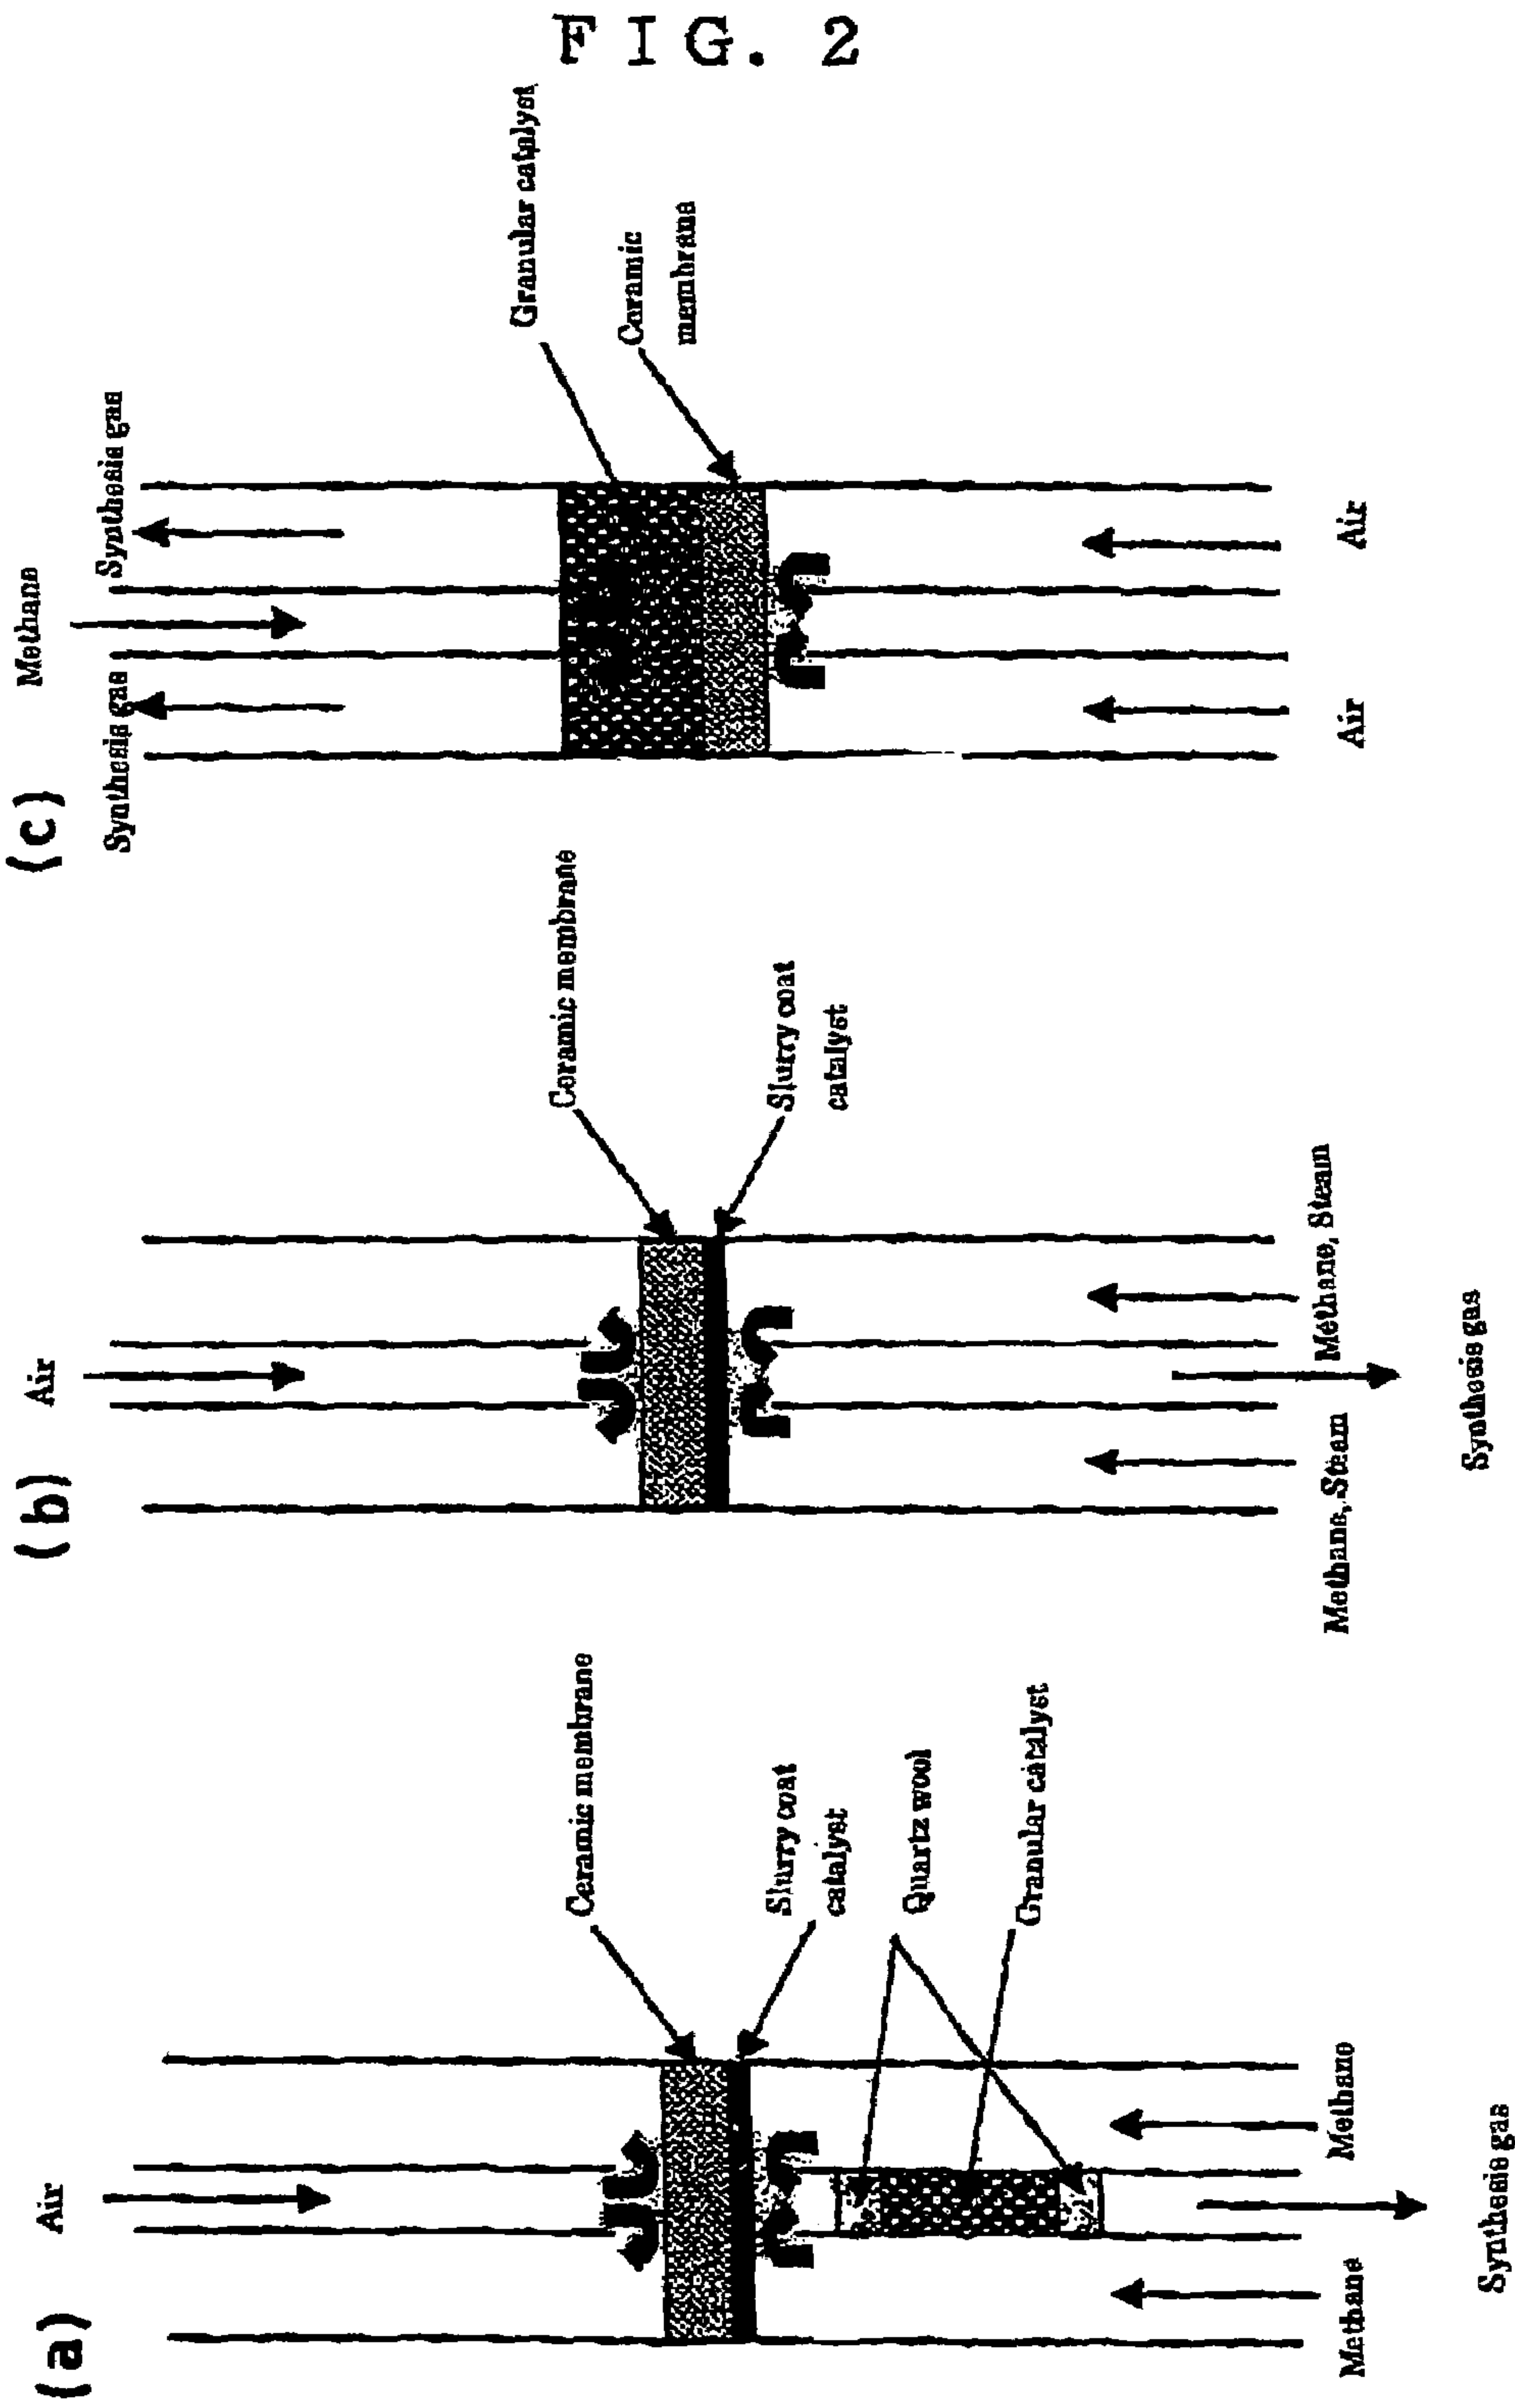 FIG. 2
(a)
Air
Ceramic membrane
Slurry coat
catalyst
Quartz wool
Granular catalyst
Methane
Methane
Synthesis gas
(b)
Air
Ceramic membrane
Slurry coat
catalyst
Methane, Steam
Methane, Steam
Synthesis gas
(c)
Methane
Synthesis gas
Synthesis gas
Granular catalyst
Ceramic
membrane
Air
Air